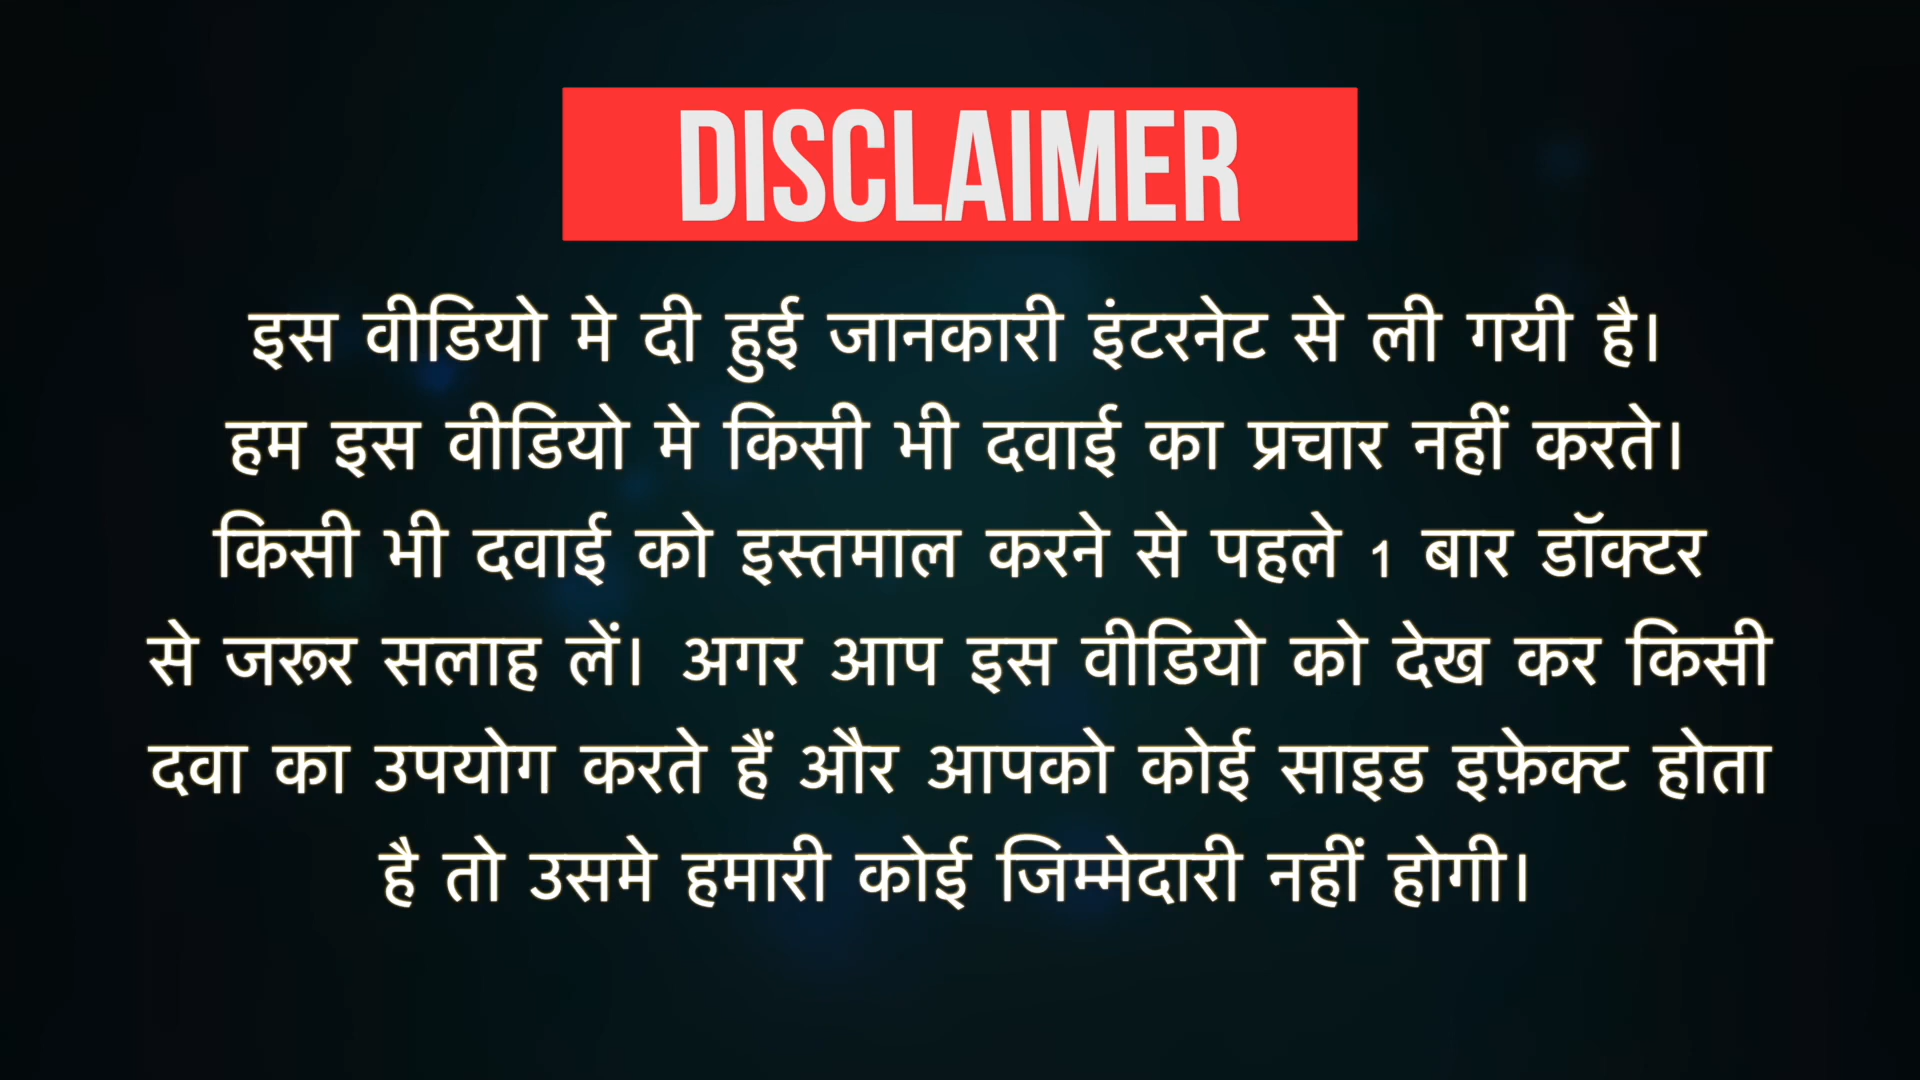 DISCLAIMER
इस वीडियो मे दी हुई जानकारी इंटरनेट से ली गयी है।
हम इस वीडियो मे किसी भी दवाई का प्रचार नहीं करते।
किसी भी दवाई को इस्तमाल करने से पहले 1 बार डॉक्टर
से जरूर सलाह लें। अगर आप इस वीडियो को देख कर किसी
दवा का उपयोग करते हैं और आपको कोई साइड इफ़ेक्ट होता
है तो उसमे हमारी कोई जिम्मेदारी नहीं होगी।